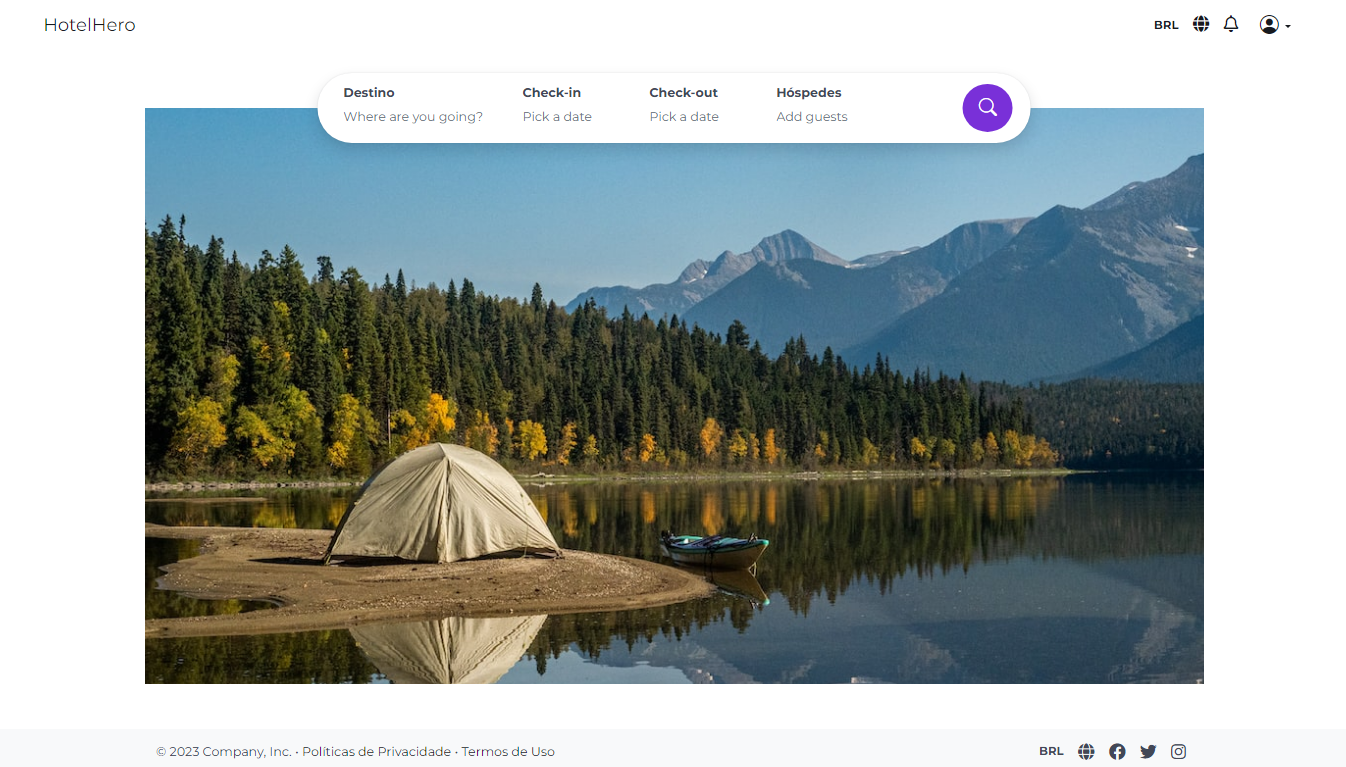 HotelHero
BRL
Destino Check-in Check-out Hóspedes
Where are you going? Pick a date Pick a date Add guests
© 2023 Company, Inc. · Políticas de Privacidade · Termos de Uso
BRL